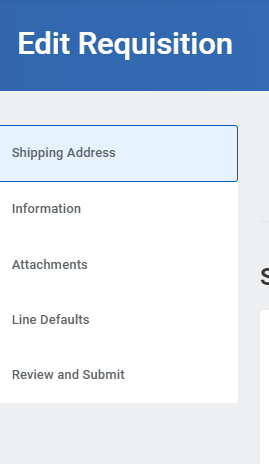 Edit Requisition
Shipping Address
Information
Attachments
Line Defaults
Review and Submit